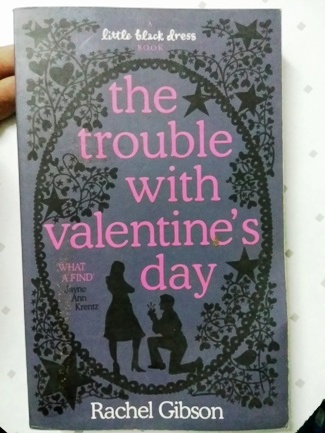 A
little black dress
BOOK
the
trouble
with
valentine's
day
'WHAT
A FIND'
Jayne
Ann
Krentz
Rachel Gibson